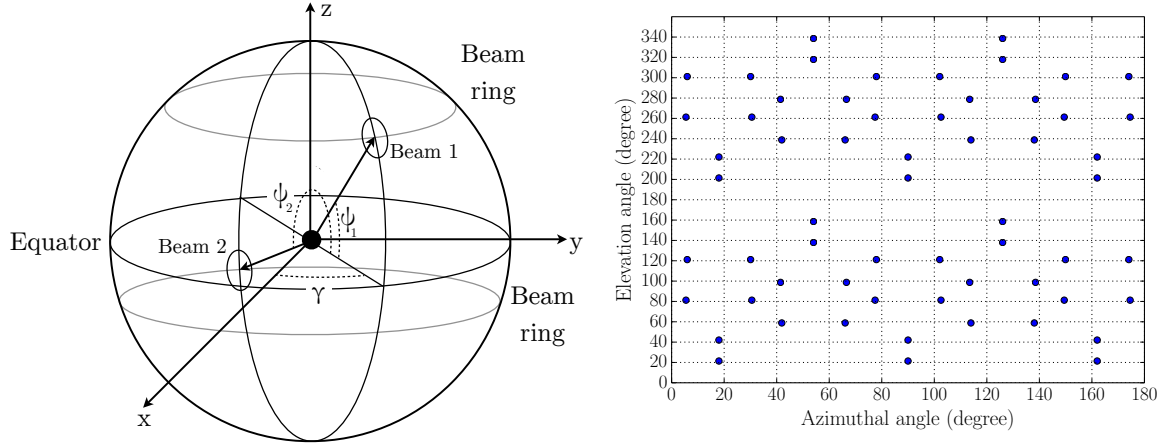 z
Beam
ring
Beam 1
ψ₂
ψ₁
y
Equator
Beam 2
γ
Beam
ring
x
Elevation angle (degree)
340
320
300
280
260
240
220
200
180
160
140
120
100
80
60
40
20
0
0 20 40 60 80 100 120 140 160 180
Azimuthal angle (degree)